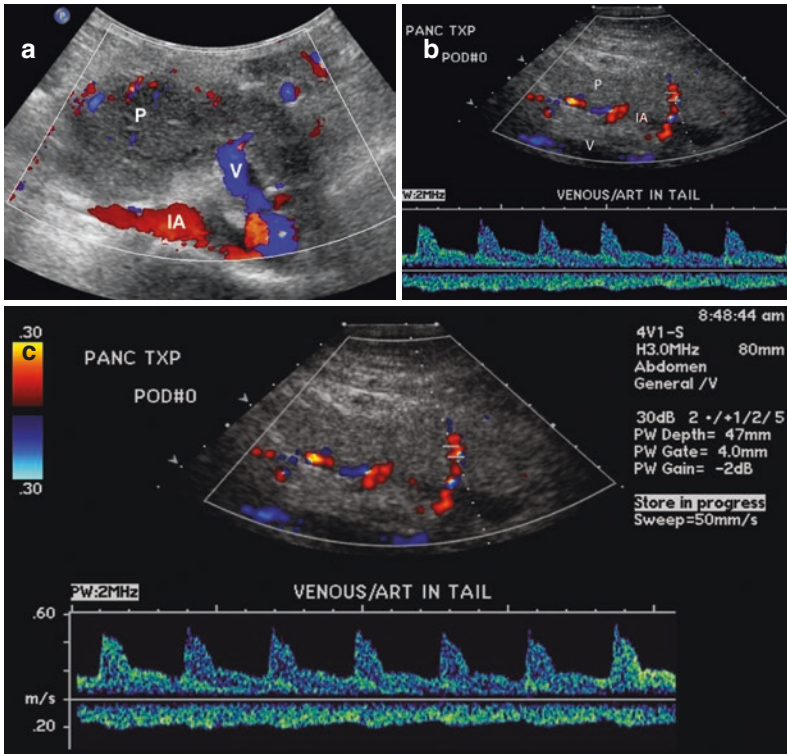 a
P
P
V
IA
b
PANC TXP
POD#0
P
IA
V
PW:2MHz
VENOUS/ART IN TAIL
c
.30
.30
PANC TXP
POD#0
8:48:44 am
4V1-S
H3.0MHz 80mm
Abdomen
General /V
30dB 2 •/+1/2/5
PW Depth= 47mm
PW Gate= 4.0mm
PW Gain= -2dB
Store in progress
Sweep=50mm/s
PW:2MHz
VENOUS/ART IN TAIL
.60
m/s
.20